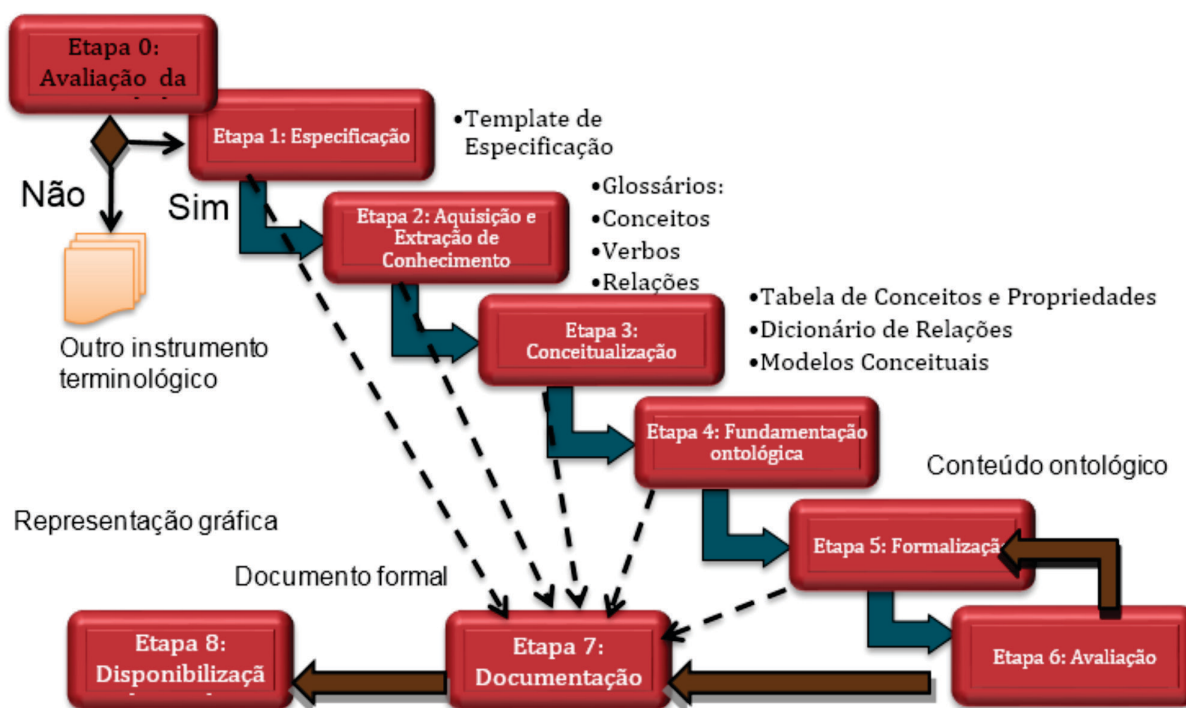 Etapa 0:
Avaliação da
Etapa 1: Especificação
•Template de
Especificação
Não
Sim
•Glossários:
•Conceitos
•Verbos
•Relações
Etapa 2: Aquisição e
Extração de
Conhecimento
Outro instrumento
terminológico
Etapa 3:
Conceitualização
•Tabela de Conceitos e Propriedades
•Dicionário de Relações
•Modelos Conceituais
Etapa 4: Fundamentação
ontológica
Conteúdo ontológico
Representação gráfica
Etapa 5: Formalização
Documento formal
Etapa 8:
Disponibilizaçã
Etapa 7:
Documentação
Etapa 6: Avaliação